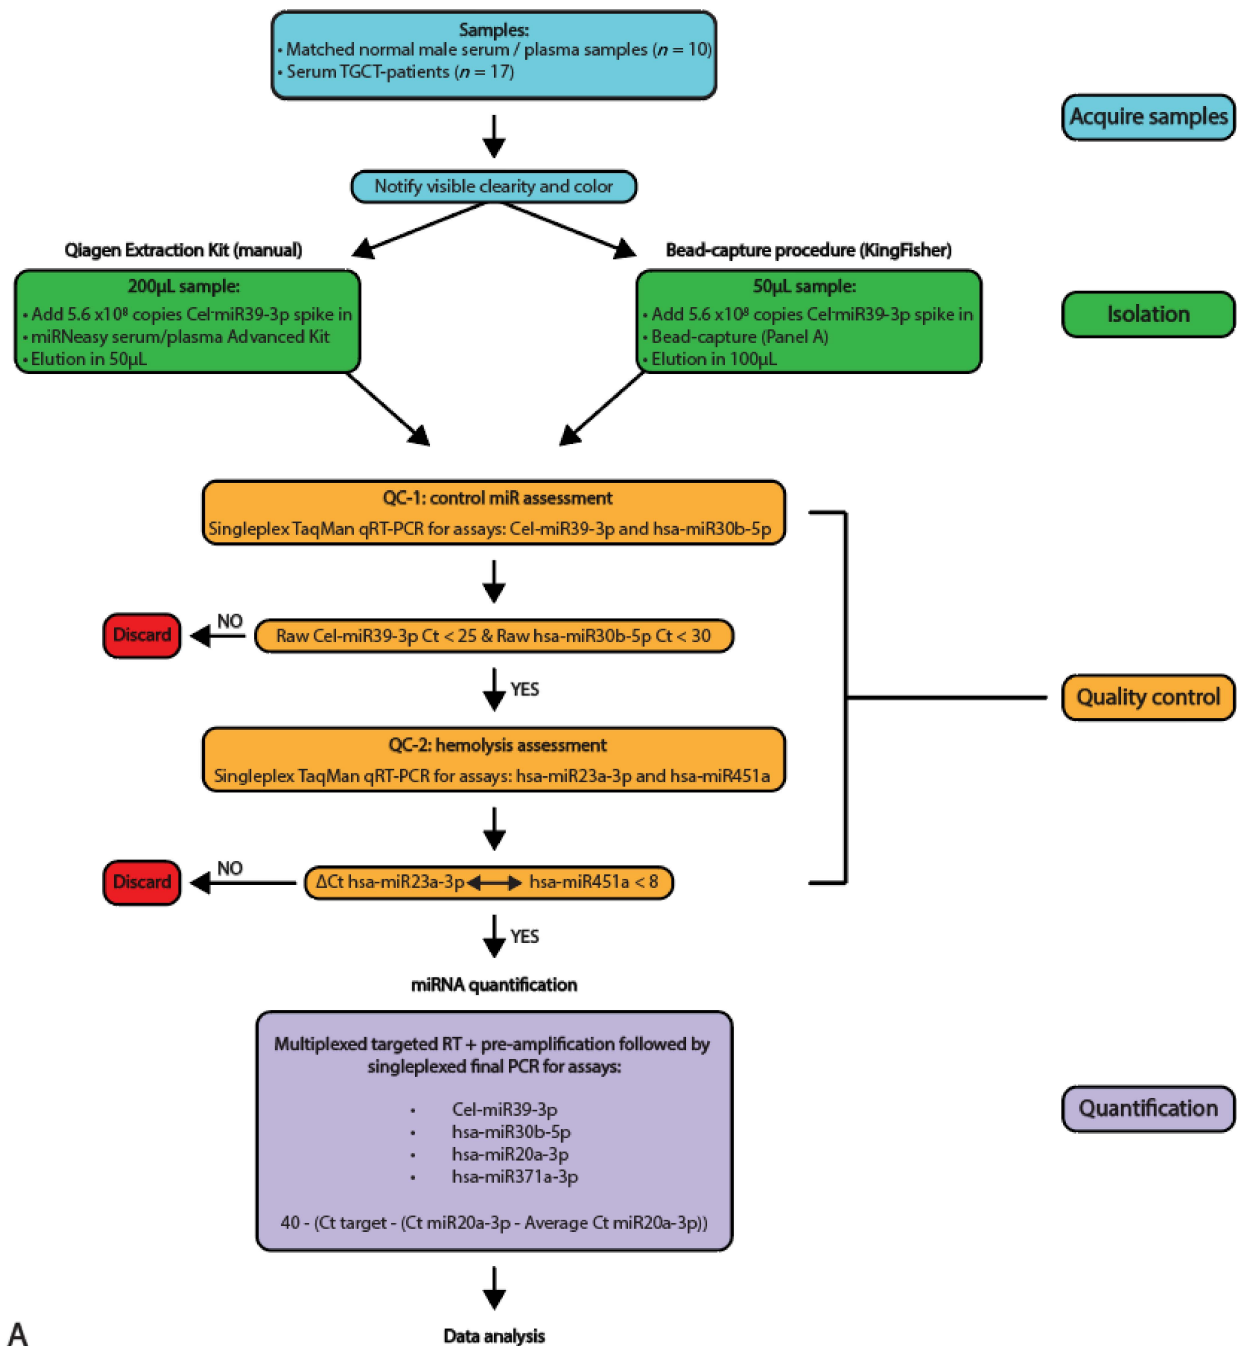 Samples:
• Matched normal male serum / plasma samples (n = 10)
• Serum TGCT-patients (n = 17)
Acquire samples
Notify visible clearity and color
Qiagen Extraction Kit (manual)
Bead-capture procedure (KingFisher)
200µL sample:
• Add 5.6 x10⁸ copies Cel-miR39-3p spike in
• miRNeasy serum/plasma Advanced Kit
• Elution in 50µL
50µL sample:
• Add 5.6 x10⁸ copies Cel-miR39-3p spike in
• Bead-capture (Panel A)
• Elution in 100µL
Isolation
QC-1: control miR assessment
Singleplex TaqMan qRT-PCR for assays: Cel-miR39-3p and hsa-miR30b-5p
Discard
NO
Raw Cel-miR39-3p Ct < 25 & Raw hsa-miR30b-5p Ct < 30
YES
Quality control
QC-2: hemolysis assessment
Singleplex TaqMan qRT-PCR for assays: hsa-miR23a-3p and hsa-miR451a
Discard
NO
ΔCt hsa-miR23a-3p hsa-miR451a < 8
YES
miRNA quantification
Multiplexed targeted RT + pre-amplification followed by
singleplexed final PCR for assays:
• Cel-miR39-3p
• hsa-miR30b-5p
• hsa-miR20a-3p
• hsa-miR371a-3p
40 - (Ct target - (Ct miR20a-3p - Average Ct miR20a-3p))
Quantification
Data analysis
A